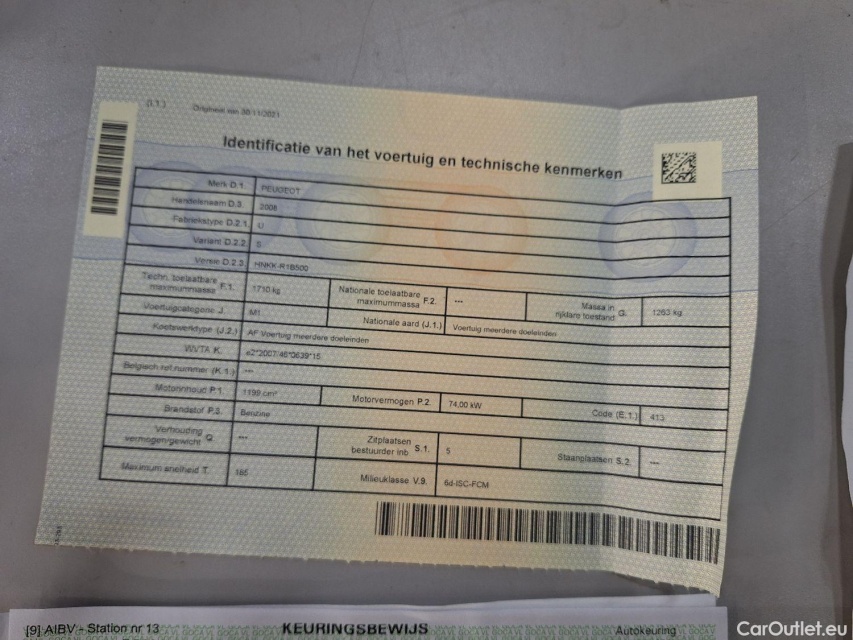 (I.1.) Origineel van 30/11/2021
Identificatie van het voertuig en technische kenmerken
Merk D.1. PEUGEOT
Handelsnaam D.3. 2008
Fabriekstype D.2.1. U
Variant D.2.2.
Versie D.2.3. HNKK-R1B500
Techn. toelaatbare maximummassa F.1. 1710 kg Nationale toelaatbare maximummassa F.2. --- Massa in rijklare toestand G. 1263 kg
Voertuigcategorie J. M1 Nationale aard (J.1.) Voertuig meerdere doeleinden
Koetswerktype (J.2.) AF Voertuig meerdere doeleinden
WVTA K. e2*2007/46*0639*15
Belgisch ref.nummer (K.1.) ---
Motorinhoud P.1. 1199 cm³ Motorvermogen P.2. 74.00 kW Code (E.1.) 413
Brandstof P.3. Benzine
Verhouding vermogen/gewicht Q. --- Zitplaatsen bestuurder inb. S.1. 5 Staanplaatsen S.2. ---
Maximum snelheid T. 185 Milieuklasse V.9. 6d-ISC-FCM
[9] AIBV - Station nr 13 KEURINGSBEWIJS Autokeuring
CarOutlet.eu